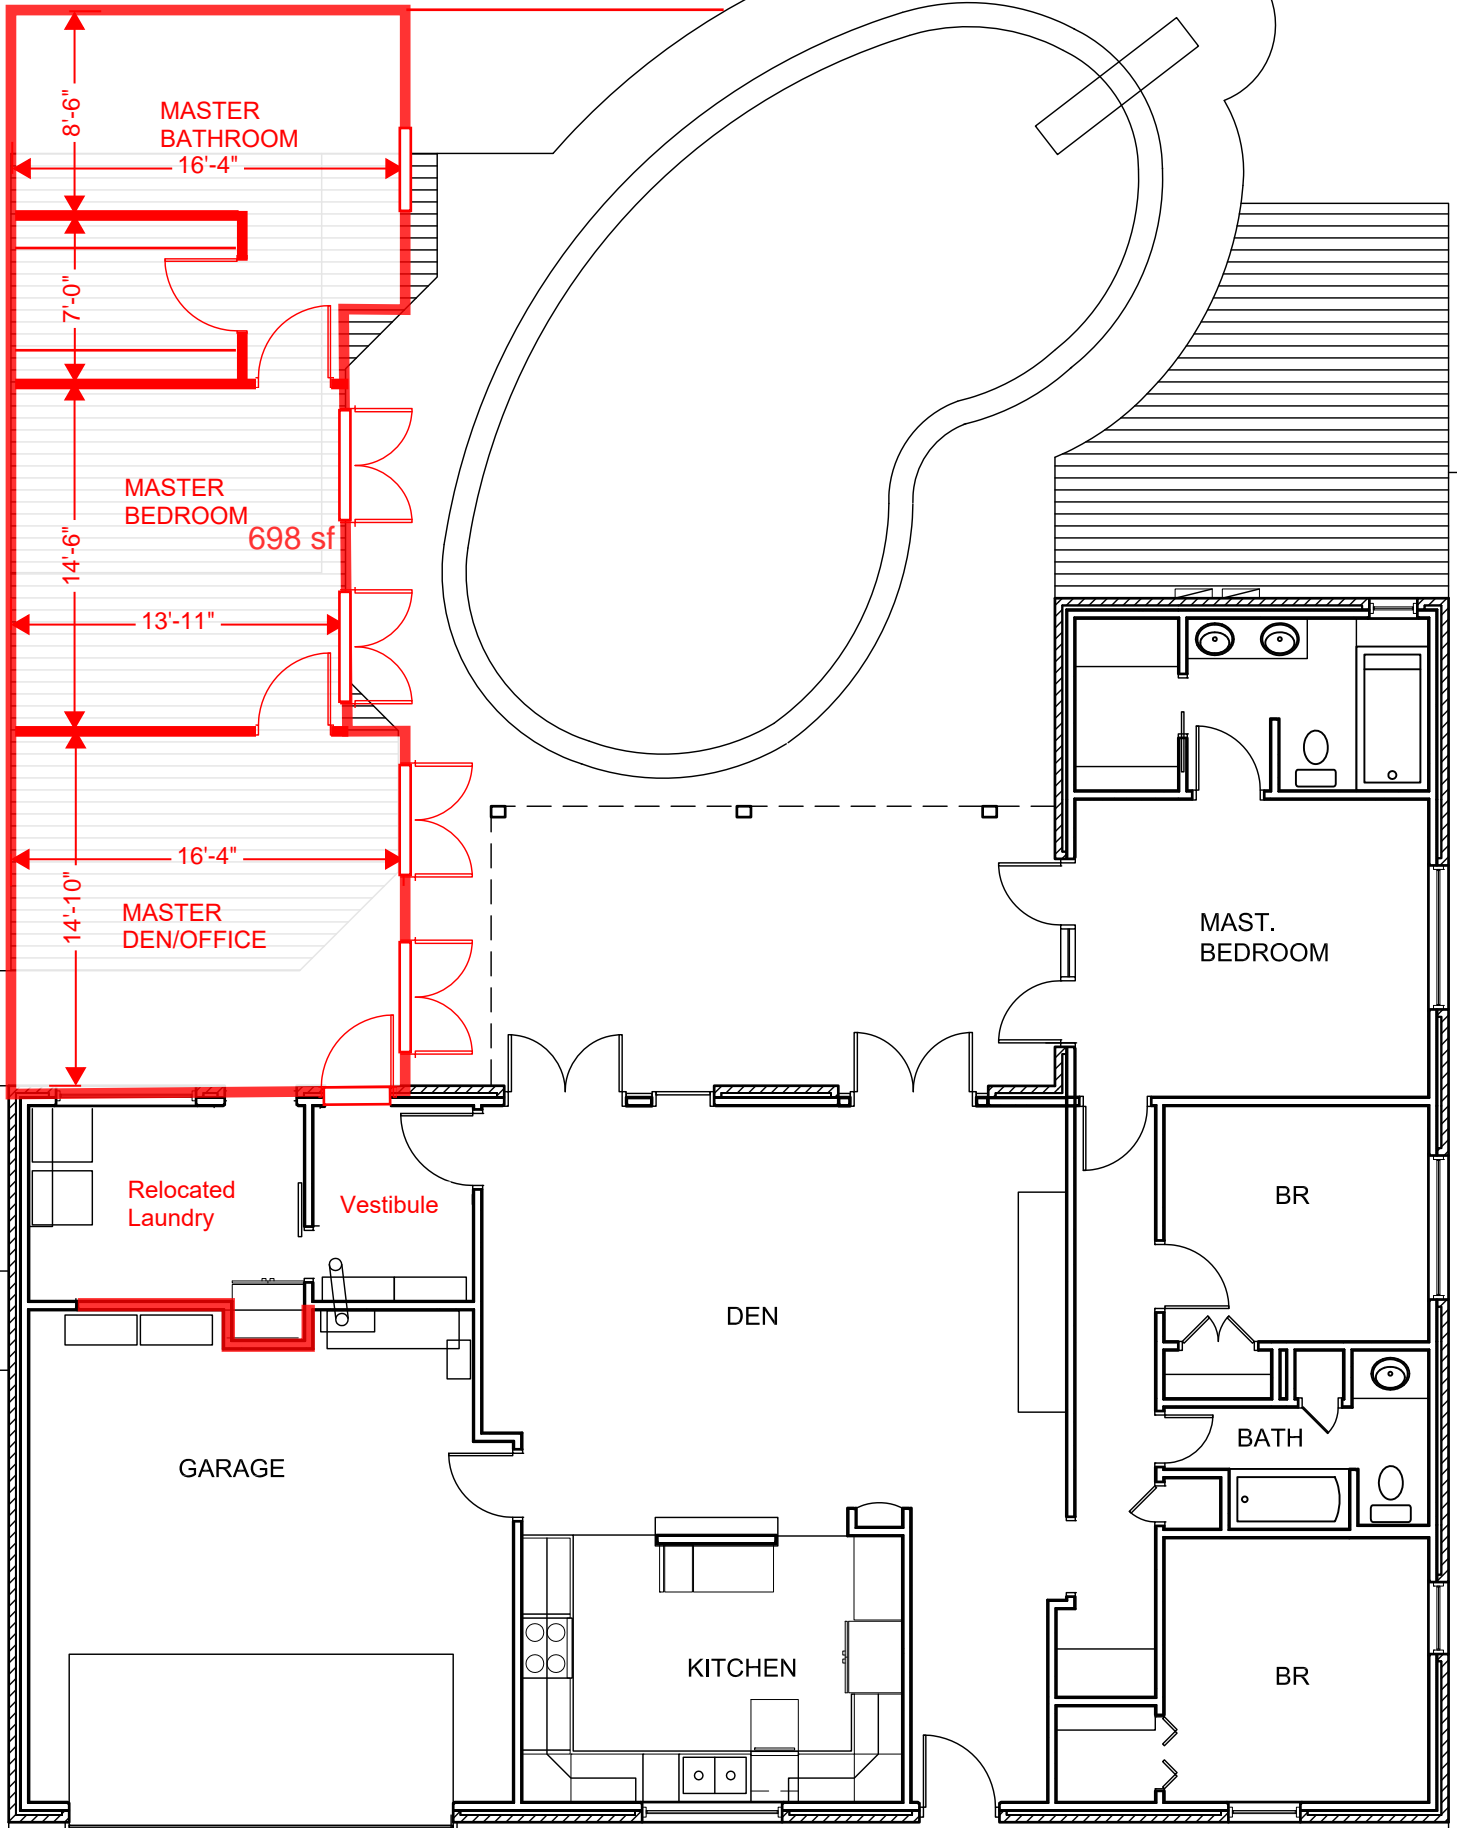 8'-6"
MASTER
BATHROOM
16'-4"
7'-0"
MASTER
BEDROOM
698 sf
14'-6"
13'-11"
16'-4"
14'-10"
MASTER
DEN/OFFICE
MAST.
BEDROOM
Relocated
Laundry
Vestibule
BR
DEN
BATH
GARAGE
KITCHEN
BR